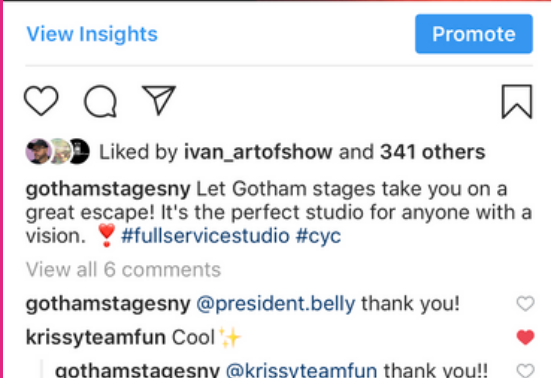 View Insights
Promote
Liked by ivan_artofshow and 341 others
gothamstagesny Let Gotham stages take you on a
great escape! It's the perfect studio for anyone with a
vision. ❣️ #fullservicestudio #cyc
View all 6 comments
gothamstagesny @president.belly thank you!
krissyteamfun Cool✨
gothamstagesny @krissyteamfun thank you!!